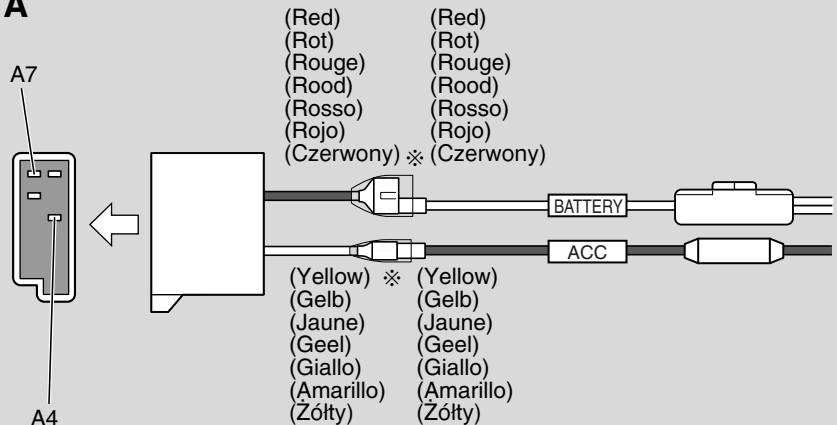 A
(Red) (Red)
(Rot) (Rot)
(Rouge) (Rouge)
(Rood) (Rood)
(Rosso) (Rosso)
(Rojo) (Rojo)
(Czerwony) ※ (Czerwony)
A7
BATTERY
ACC
(Yellow) ※ (Yellow)
(Gelb) (Gelb)
(Jaune) (Jaune)
(Geel) (Geel)
(Giallo) (Giallo)
(Amarillo) (Amarillo)
(Żółty) (Żółty)
A4